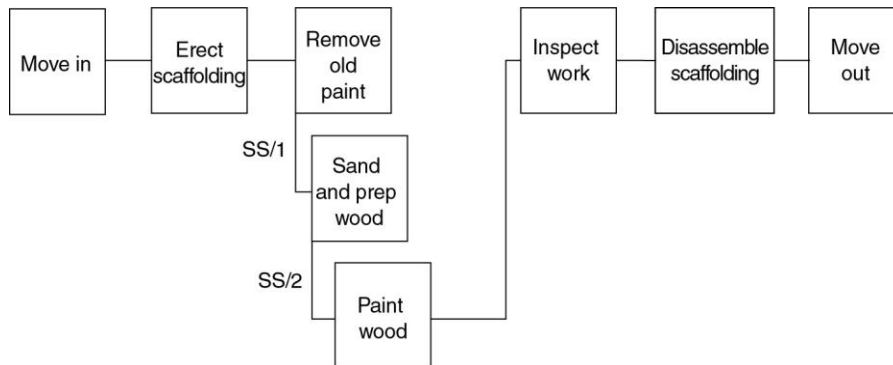 Move in
Erect
scaffolding
Remove
old
paint
SS/1
Sand
and prep
wood
SS/2
Paint
wood
Inspect
work
Disassemble
scaffolding
Move
out